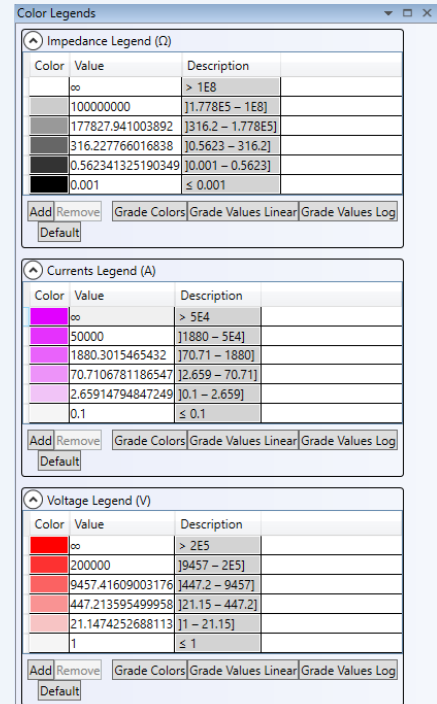 Color Legends
Impedance Legend (Ω)
Color Value Description
∞ > 1E8
100000000 ]1.778E5 – 1E8]
177827.941003892 ]316.2 – 1.778E5]
316.227766016838 ]0.5623 – 316.2]
0.562341325190349 ]0.001 – 0.5623]
0.001 ≤ 0.001
Add Remove Grade Colors Grade Values Linear Grade Values Log
Default
Currents Legend (A)
Color Value Description
∞ > 5E4
50000 ]1880 – 5E4]
1880.3015465432 ]70.71 – 1880]
70.7106781186547 ]2.659 – 70.71]
2.65914794847249 ]0.1 – 2.659]
0.1 ≤ 0.1
Add Remove Grade Colors Grade Values Linear Grade Values Log
Default
Voltage Legend (V)
Color Value Description
∞ > 2E5
200000 ]9457 – 2E5]
9457.41609003176 ]447.2 – 9457]
447.213595499958 ]21.15 – 447.2]
21.1474252688113 ]1 – 21.15]
1 ≤ 1
Add Remove Grade Colors Grade Values Linear Grade Values Log
Default